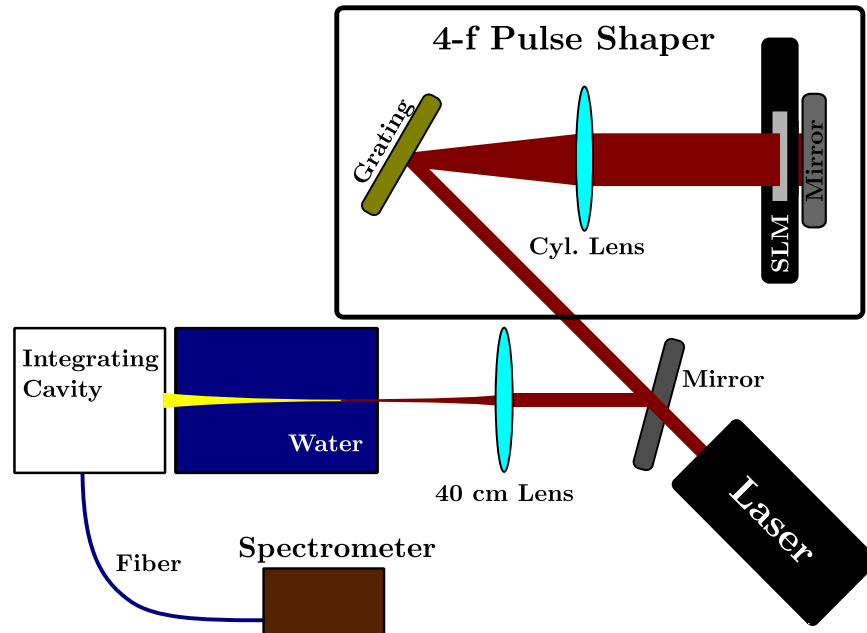 4-f Pulse Shaper
Grating
Cyl. Lens
SLM
Mirror
Integrating
Cavity
Water
40 cm Lens
Mirror
Laser
Fiber
Spectrometer